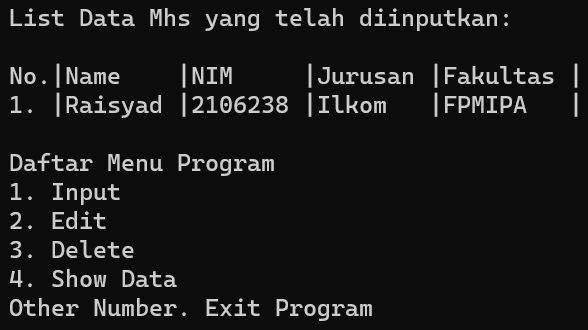 List Data Mhs yang telah diinputkan:
No.|Name    |NIM     |Jurusan |Fakultas |
1. |Raisyad |2106238 |Ilkom   |FPMIPA   |
Daftar Menu Program
1. Input
2. Edit
3. Delete
4. Show Data
Other Number. Exit Program